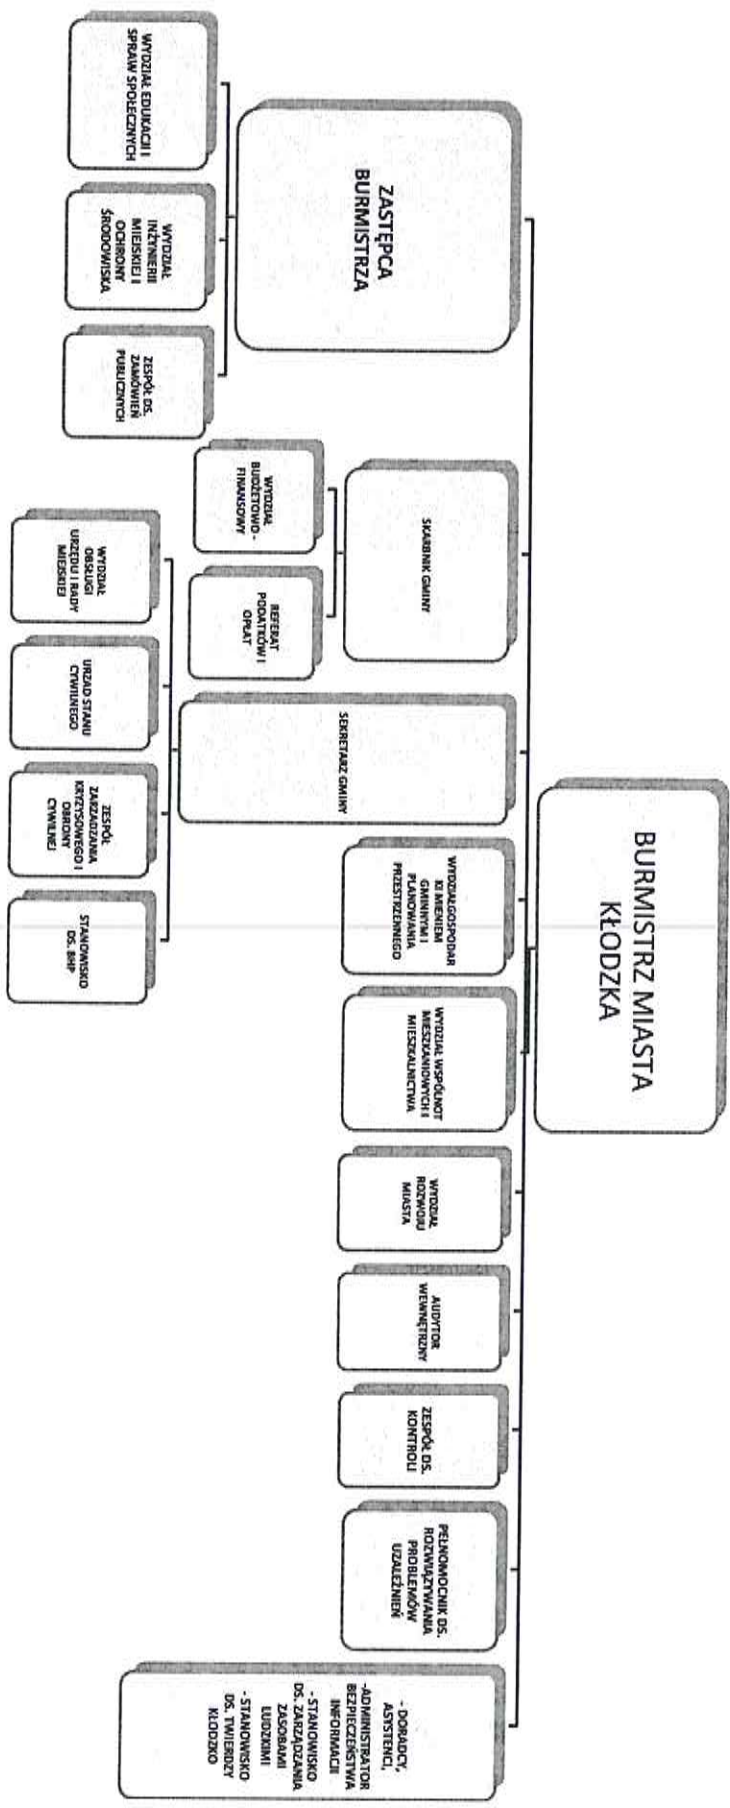 BURMISTRZ MIASTA
KŁODZKA
ZASTĘPCA
BURMISTRZA
WYDZIAŁ EDUKACJI I
SPRAW SPOŁECZNYCH
WYDZIAŁ
INŻYNIERII
MIEJSKIEJ I
OCHRONY
ŚRODOWISKA
ZESPÓŁ DS.
ZAMÓWIEŃ
PUBLICZNYCH
SKARBNIK GMINY
WYDZIAŁ
BUDŻETOWO -
FINANSOWY
REFERAT
PODATKÓW I
OPŁAT
SEKRETARZ GMINY
WYDZIAŁ
OBSŁUGI
URZĘDU I RADY
MIEJSKIEJ
URZAD STANU
CYWILNEGO
ZESPÓŁ
ZARZĄDZANIA
KRYZYSOWEGO I
OBRONY
CYWILNEJ
STANOWISKO
DS. BHP
WYDZIAŁGOSPODAR
KI MIENIEM
GMINNYM I
PLANOWANIA
PRZESTRZENNEGO
WYDZIAŁ WSPÓLNOT
MIESZKANIOWYCH I
MIESZKALNICTWA
WYDZIAŁ
ROZWOJU
MIASTA
AUDYTOR
WEWNĘTRZNY
ZESPÓŁ DS.
KONTROLI
PEŁNOMOCNIK DS.
ROZWIĄZYWANIA
PROBLEMÓW
UZALEŻNIEŃ
- DORADCY,
ASYSTENCI,
-ADMINISTRATOR
BEZPIECZEŃSTWA
INFORMACJI
- STANOWISKO
DS. ZARZĄDZANIA
ZASOBAMI
LUDZKIMI
- STANOWISKO
DS. TWIERDZY
KŁODZKO